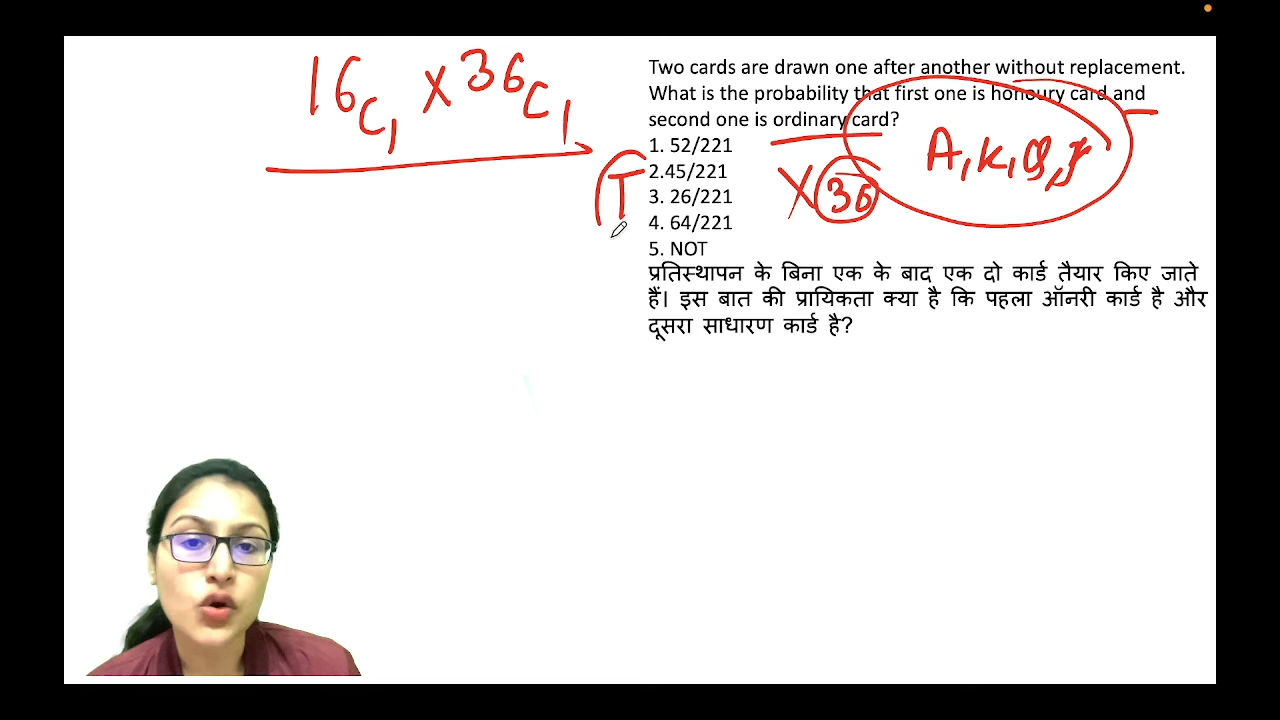 16c₁ x 36c₁
(T
Two cards are drawn one after another without replacement.
What is the probability that first one is honoury card and
second one is ordinary card?
1. 52/221
2.45/221
3. 26/221
4. 64/221
5. NOT
X 36
A, K, Q, J
प्रतिस्थापन के बिना एक के बाद एक दो कार्ड तैयार किए जाते
हैं। इस बात की प्रायिकता क्या है कि पहला ऑनरी कार्ड है और
दूसरा साधारण कार्ड है?